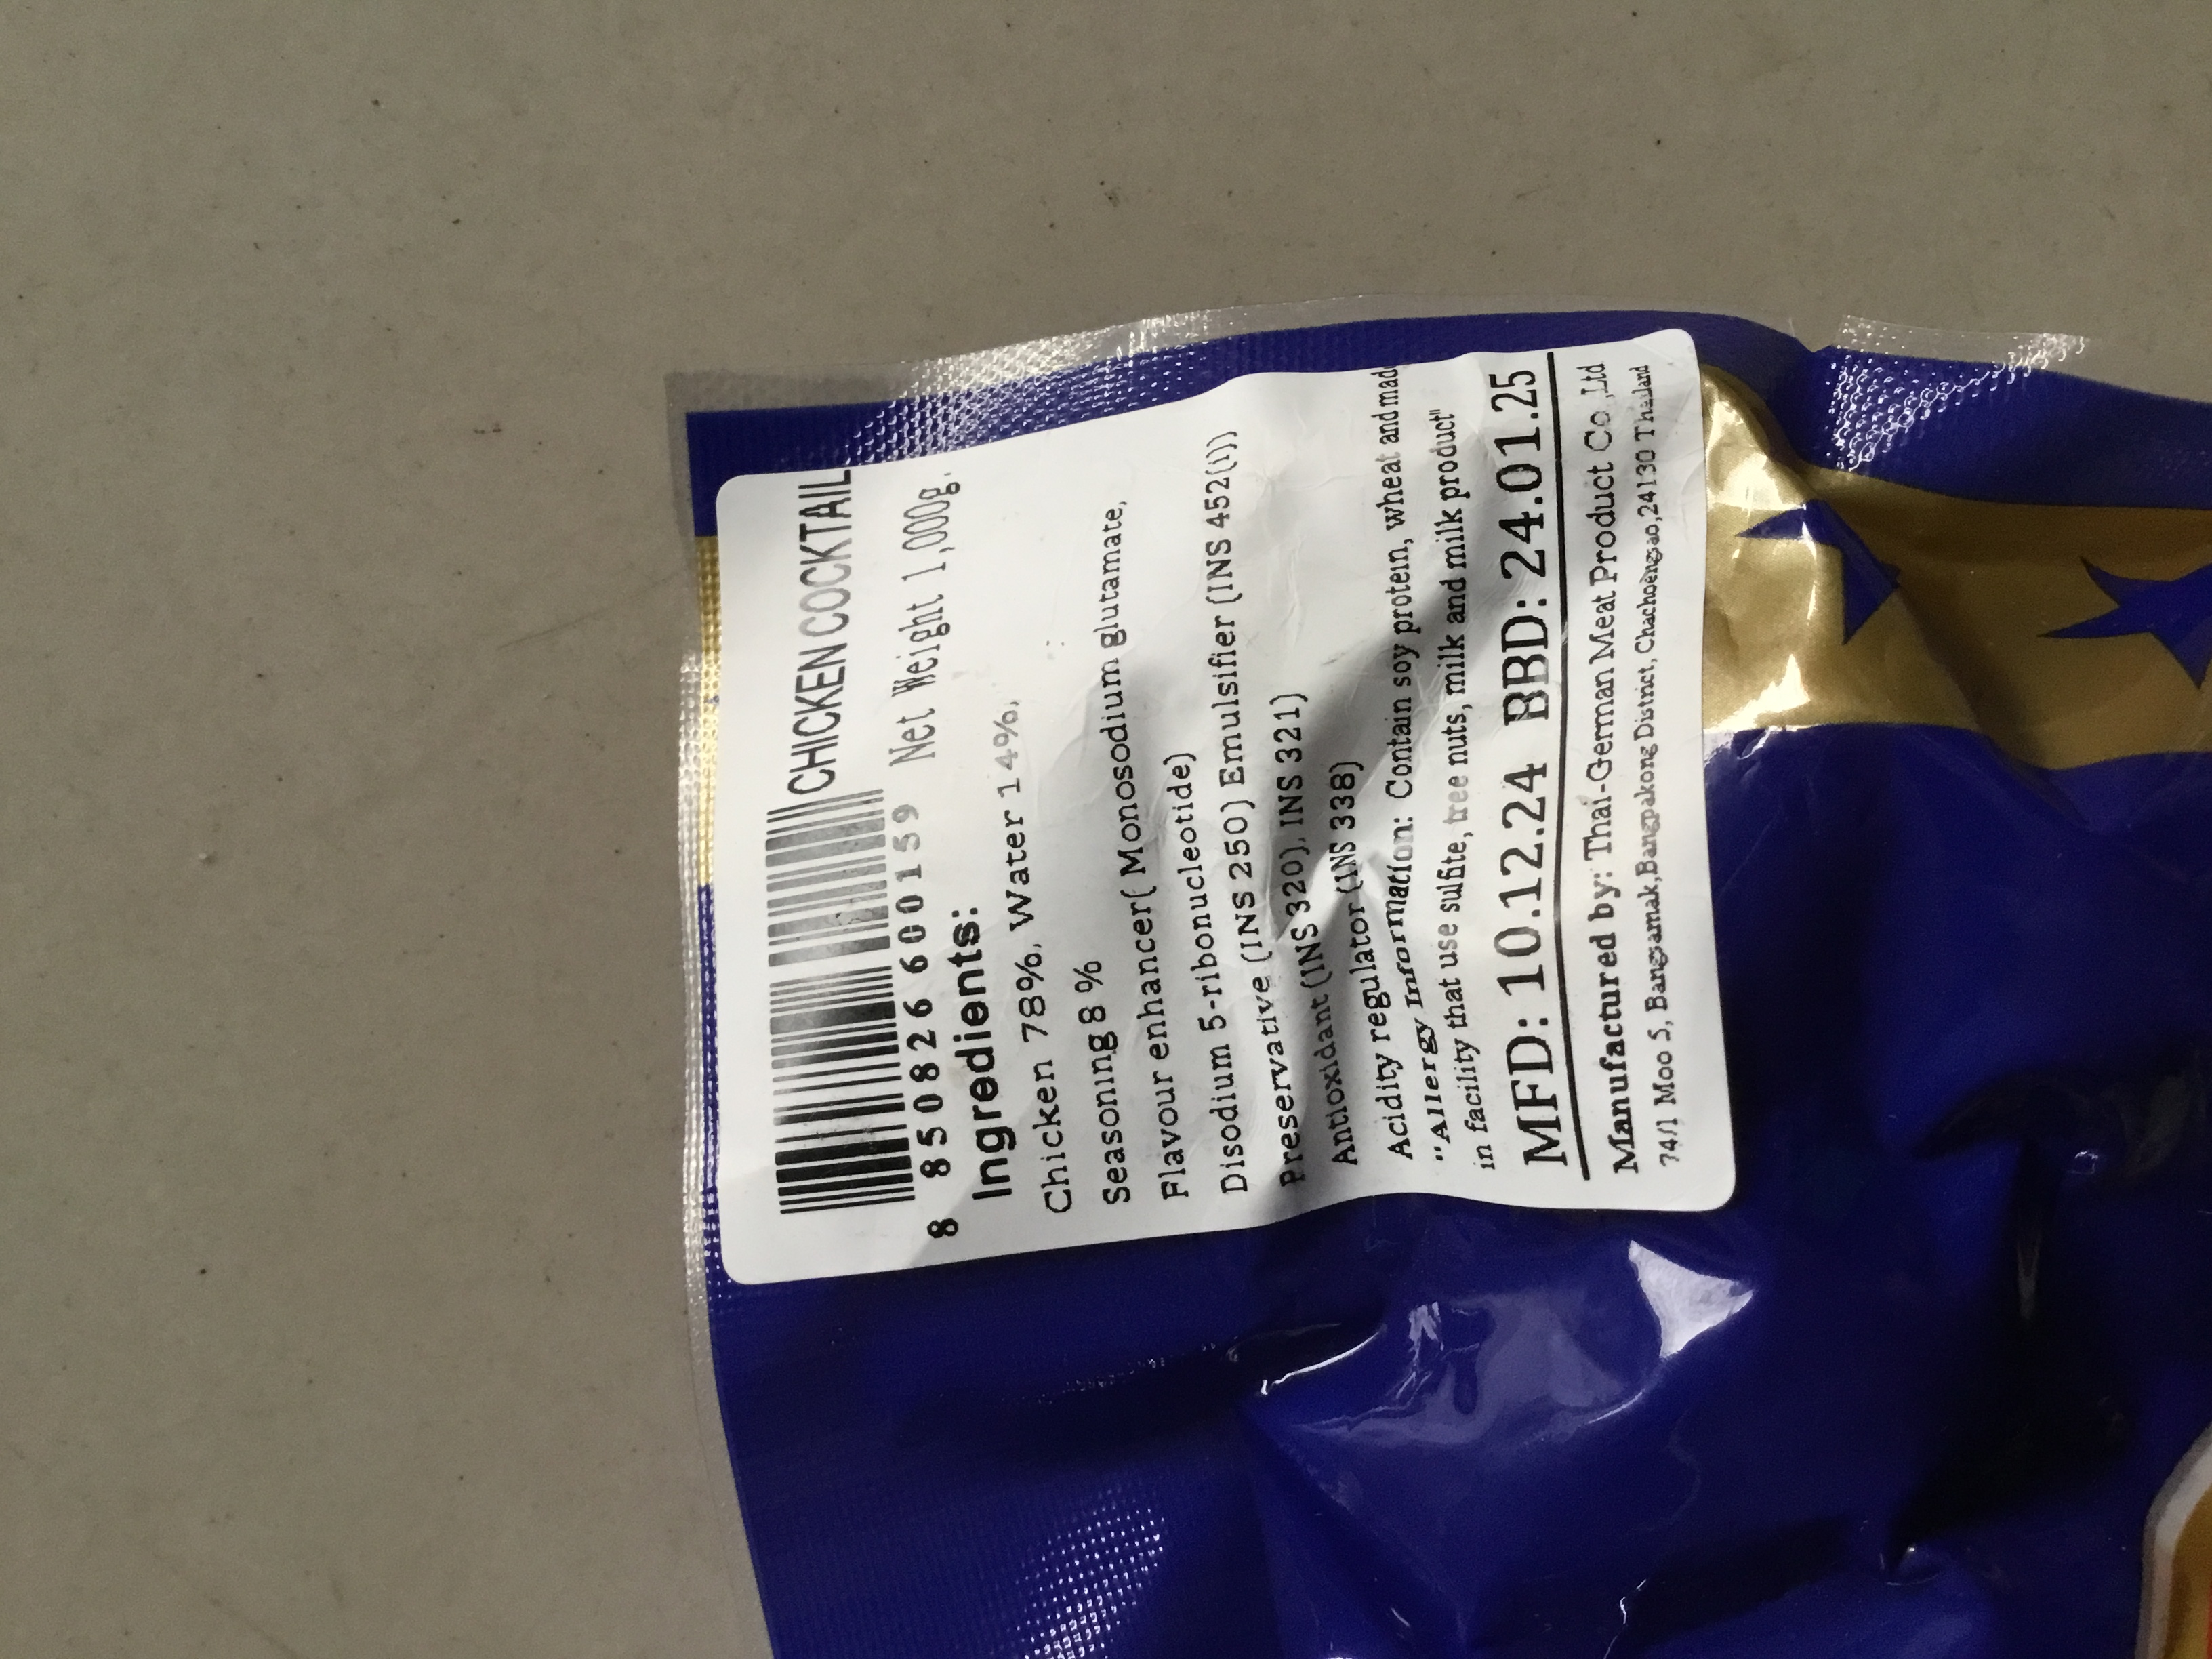 CHICKEN COCKTAIL
8 850826 600159 Net Weight 1,000g.
Ingredients:
Chicken 78%, Water 14%,
Seasoning 8 %
Flavour enhancer( Monosodium glutamate,
Disodium 5-ribonucleotide)
Preservative (INS 250) Emulsifier (INS 452(i))
Antioxidant (INS 320), INS 321)
Acidity regulator (INS 338)
"Allergy Information: Contain soy protein, wheat and made
in facility that use sulfite, tree nuts, milk and milk product"
MFD: 10.12.24 BBD: 24.01.25
Manufactured by: Thai-German Meat Product Co.,Ltd
74/1 Moo 5, Bangsamak,Bangpakong District, Chachoengsao,24130 Thailand